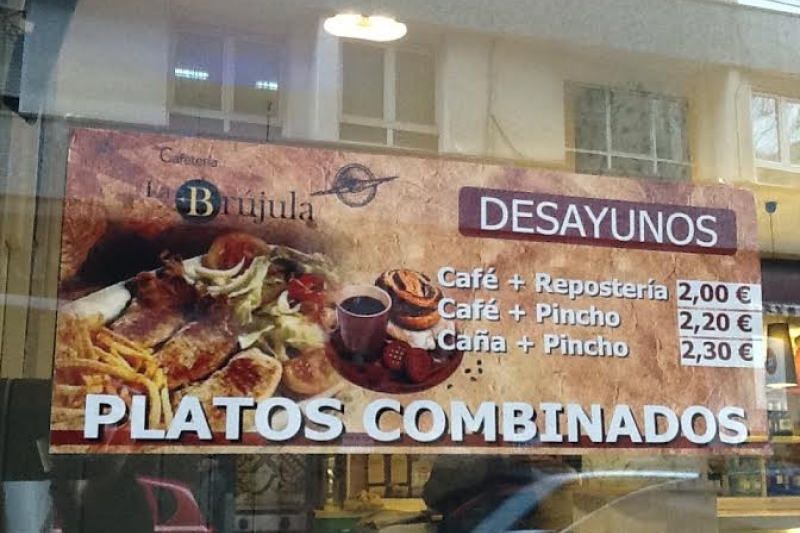 Cafetería
La Brújula
DESAYUNOS
Café + Repostería 2,00 €
Café + Pincho 2,20 €
Caña + Pincho 2,30 €
PLATOS COMBINADOS